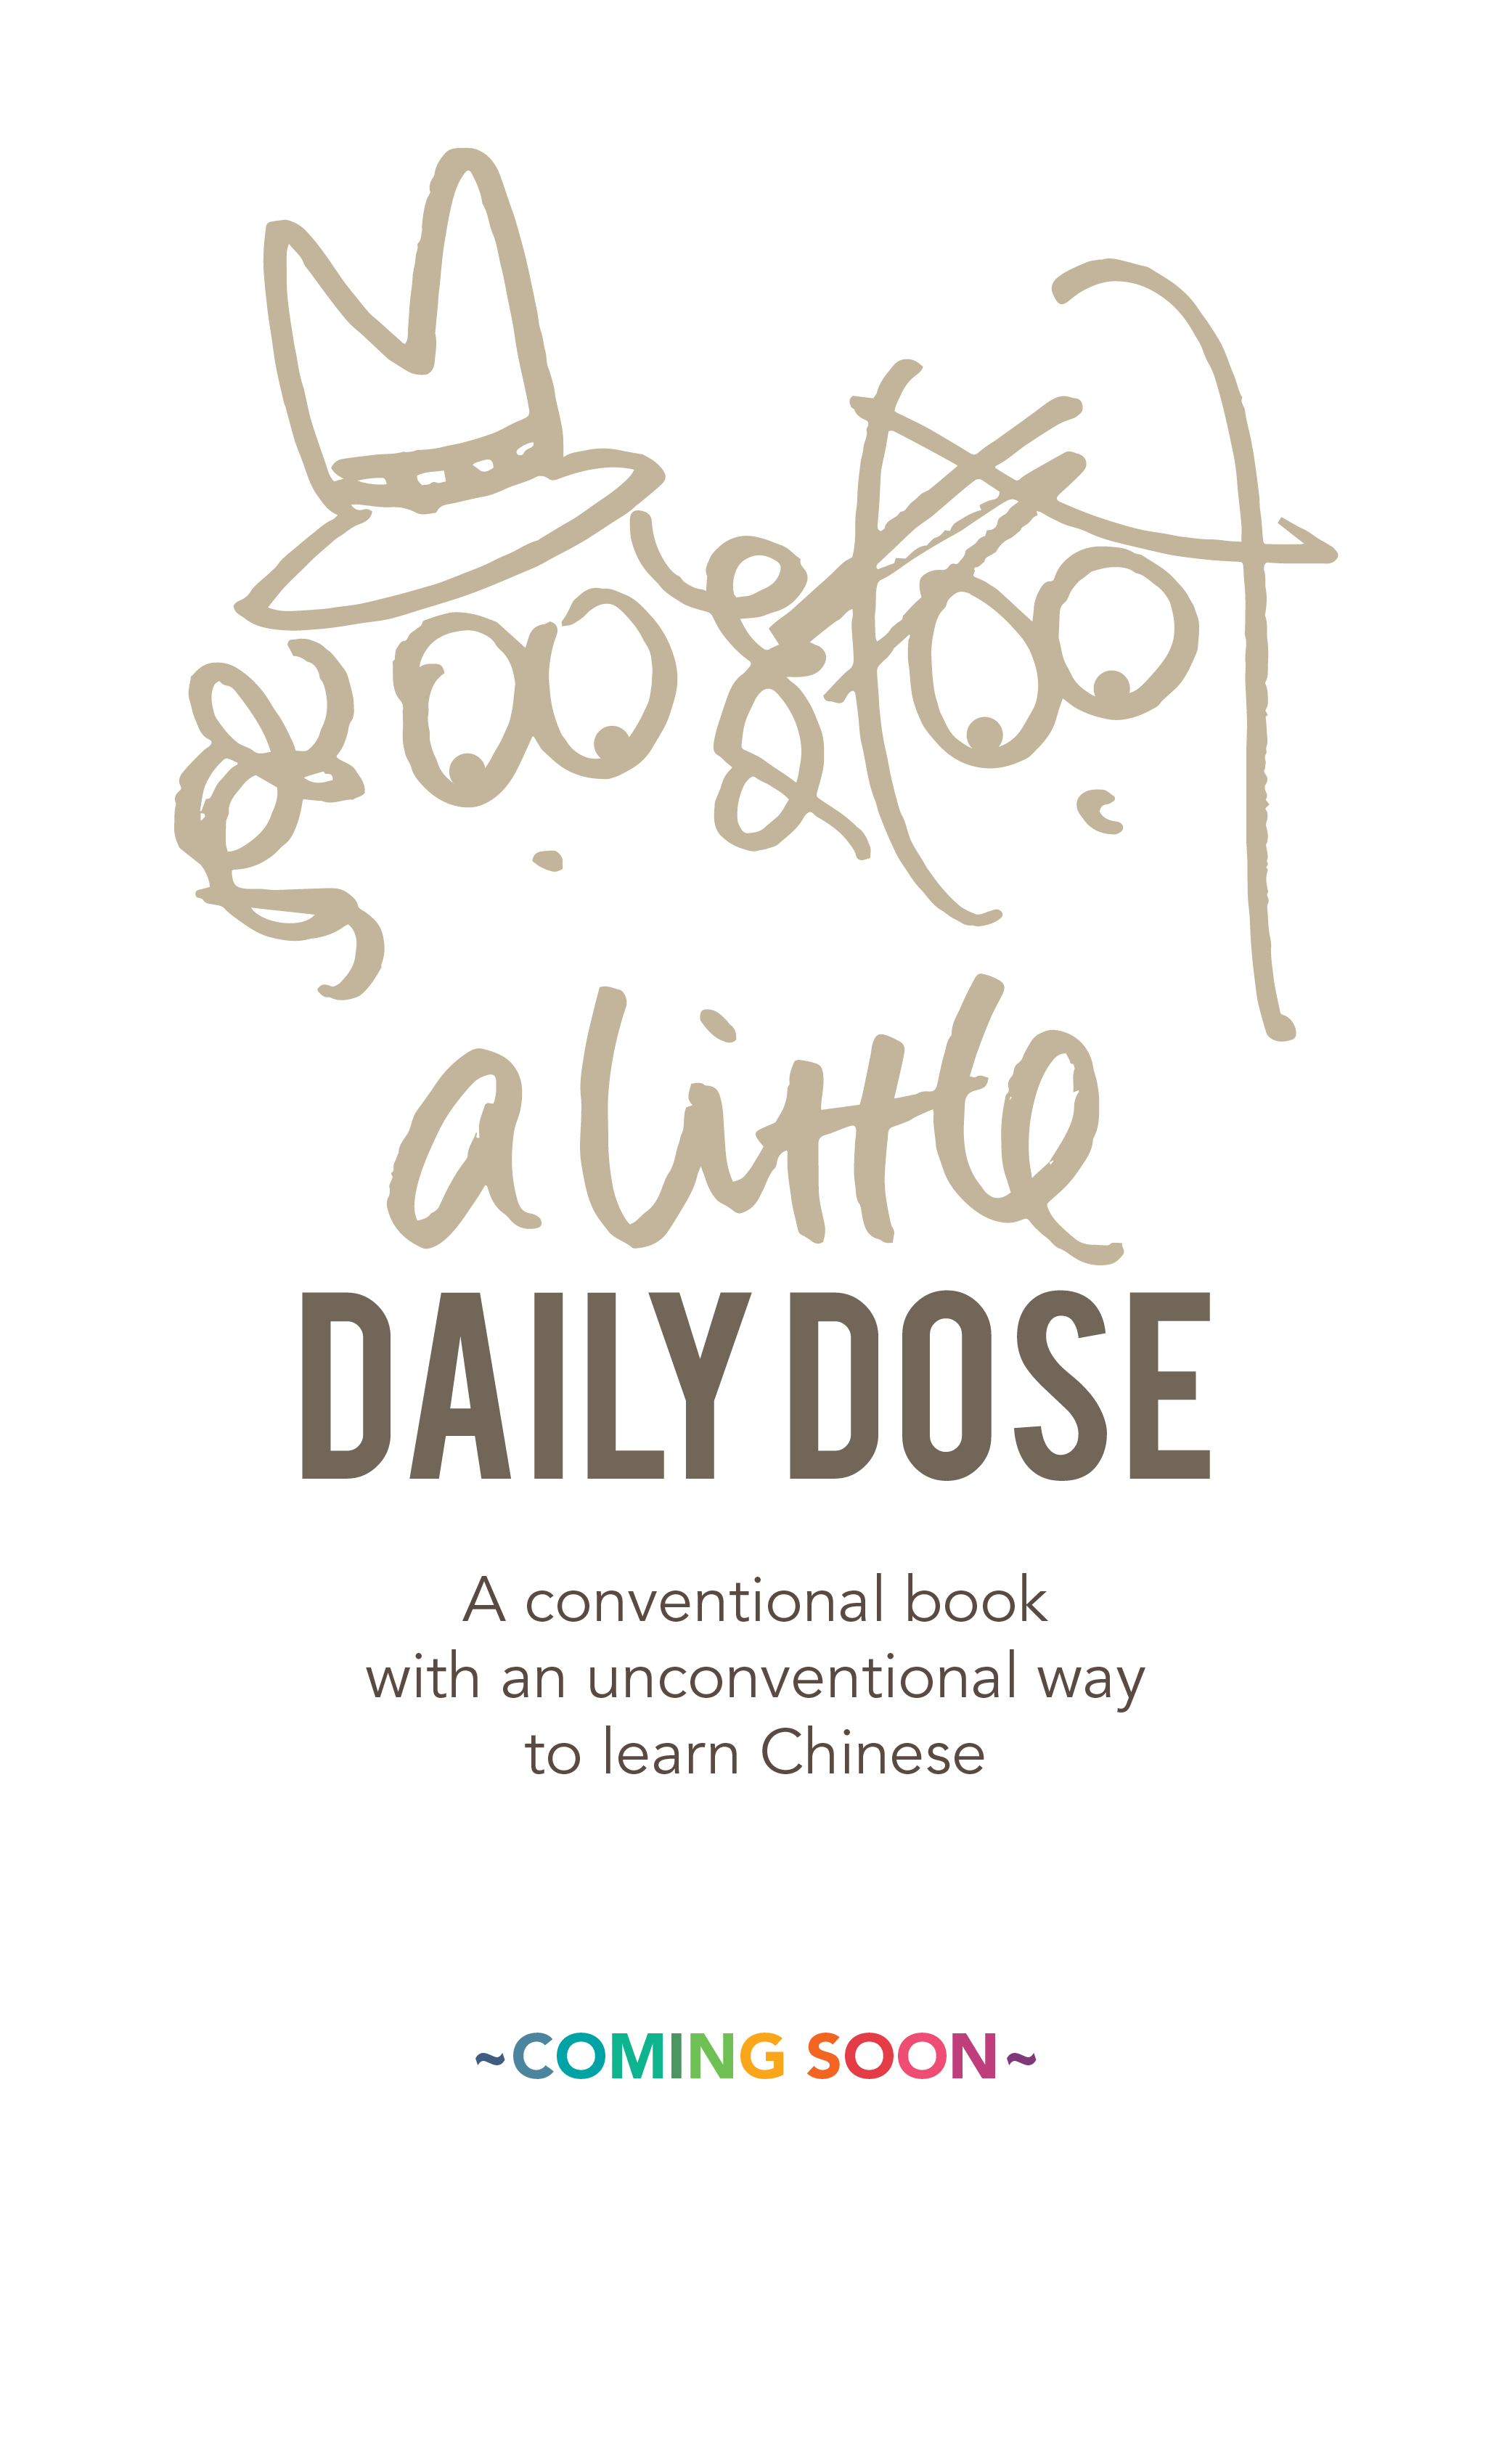 a little
DAILY DOSE
A conventional book
with an unconventional way
to learn Chinese
~COMING SOON~